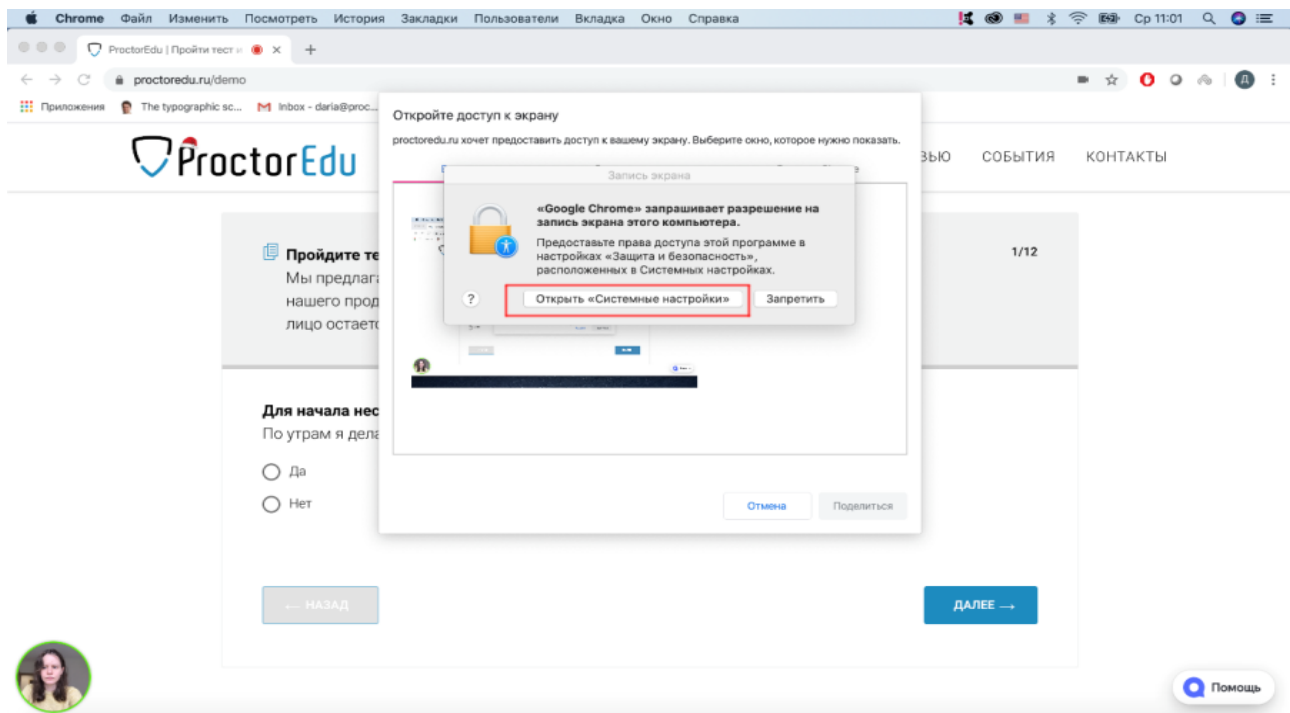 Chrome Файл Изменить Посмотреть История Закладки Пользователи Вкладка Окно Справка Ср 11:01
ProctorEdu | Пройти тест
proctoredu.ru/demo Д
Приложения The typographic sc... Inbox - daria@proc...
Откройте доступ к экрану
proctoredu.ru хочет предоставить доступ к вашему экрану. Выберите окно, которое нужно показать.
ProctorEdu
СОБЫТИЯ КОНТАКТЫ
Запись экрана
«Google Chrome» запрашивает разрешение на
запись экрана этого компьютера.
Предоставьте права доступа этой программе в
настройках «Защита и безопасность»,
расположенных в Системных настройках.
? Открыть «Системные настройки» Запретить
Пройдите те
1/12
Мы предлага
нашего прод
лицо остаетс
Для начала нес
По утрам я дела
Да
Нет
Отмена Поделиться
← НАЗАД
ДАЛЕЕ →
Помощь